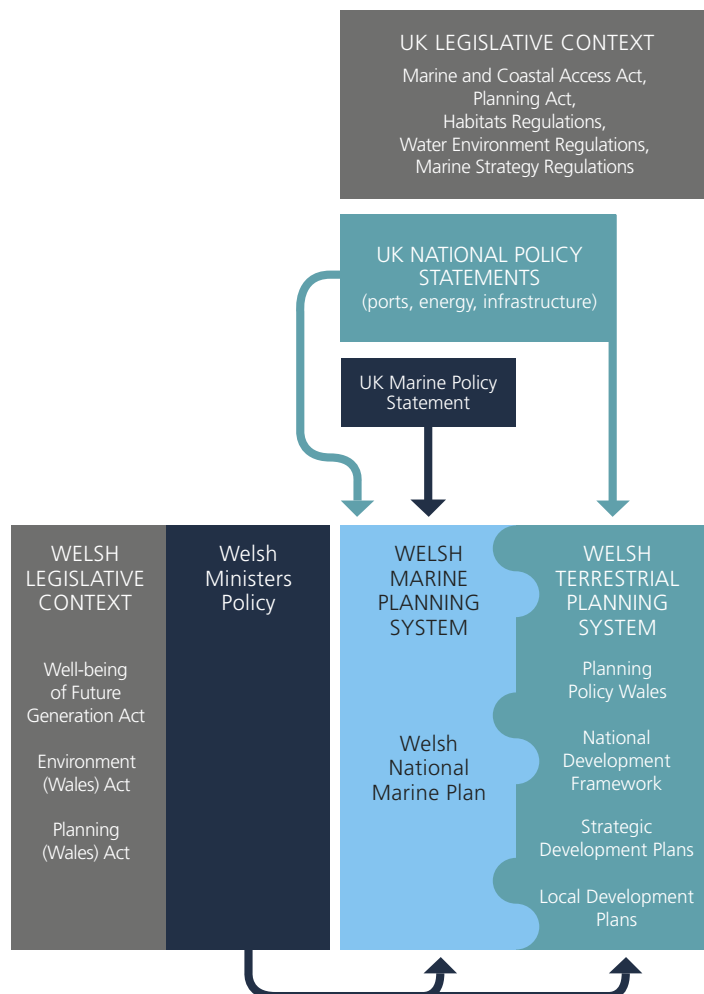 UK LEGISLATIVE CONTEXT
Marine and Coastal Access Act,
Planning Act,
Habitats Regulations,
Water Environment Regulations,
Marine Strategy Regulations
UK NATIONAL POLICY
STATEMENTS
(ports, energy, infrastructure)
UK Marine Policy
Statement
WELSH
LEGISLATIVE
CONTEXT
Well-being
of Future
Generation Act
Environment
(Wales) Act
Planning
(Wales) Act
Welsh
Ministers
Policy
WELSH
MARINE
PLANNING
SYSTEM
Welsh
National
Marine Plan
WELSH
TERRESTRIAL
PLANNING
SYSTEM
Planning
Policy Wales
National
Development
Framework
Strategic
Development Plans
Local Development
Plans